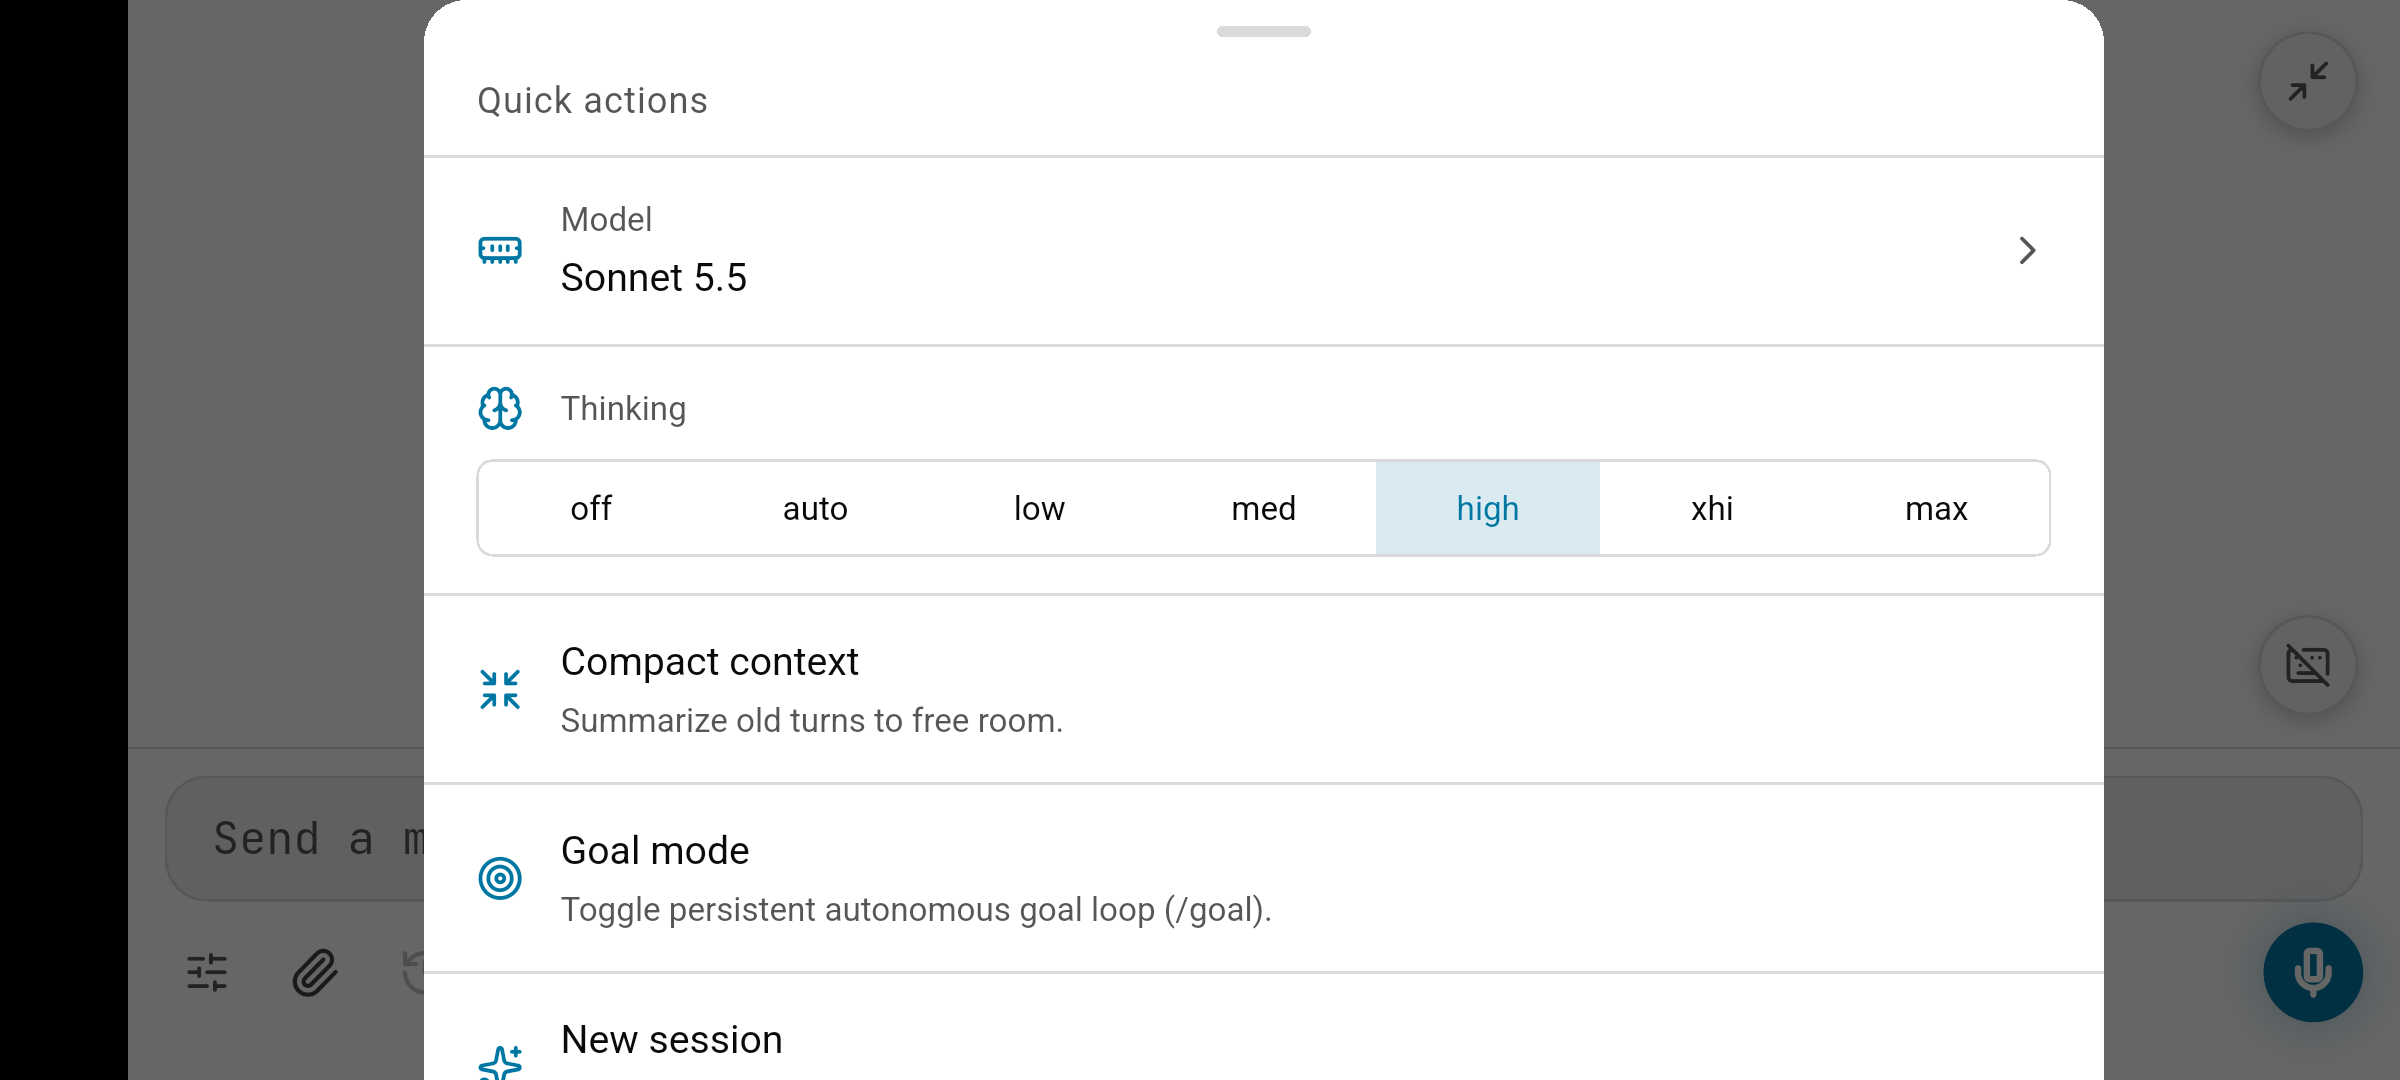 Quick actions
Model
Sonnet 5.5
Thinking
off auto low med high xhi max
Compact context
Summarize old turns to free room.
Send a m
Goal mode
Toggle persistent autonomous goal loop (/goal).
New session